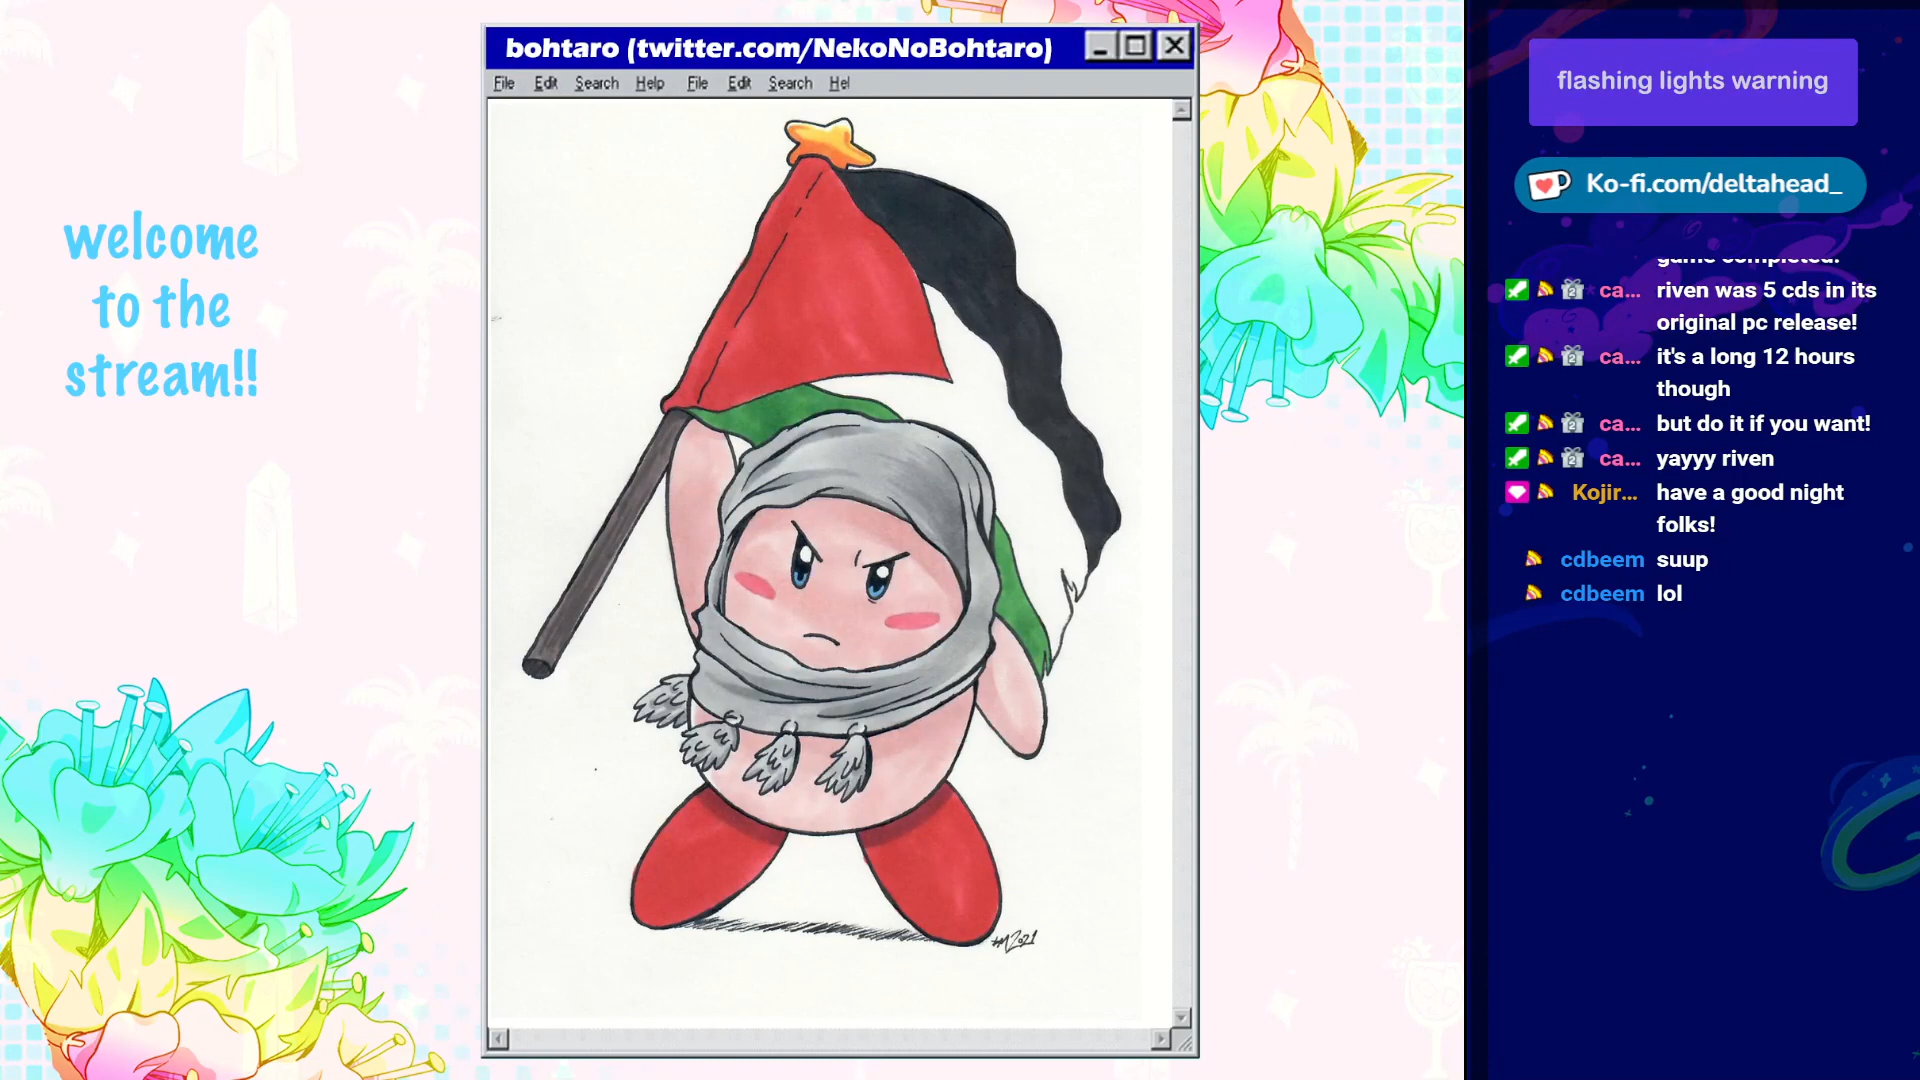 bohtaro (twitter.com/NekoNoBohtaro)
File Edit Search Help File Edit Search Hel
welcome
to the
stream!!
2021
flashing lights warning
Ko-fi.com/deltahead_
game completed!
ca... riven was 5 cds in its
original pc release!
ca... it's a long 12 hours
though
ca... but do it if you want!
ca... yayyy riven
Kojir... have a good night
folks!
cdbeem suup
cdbeem lol